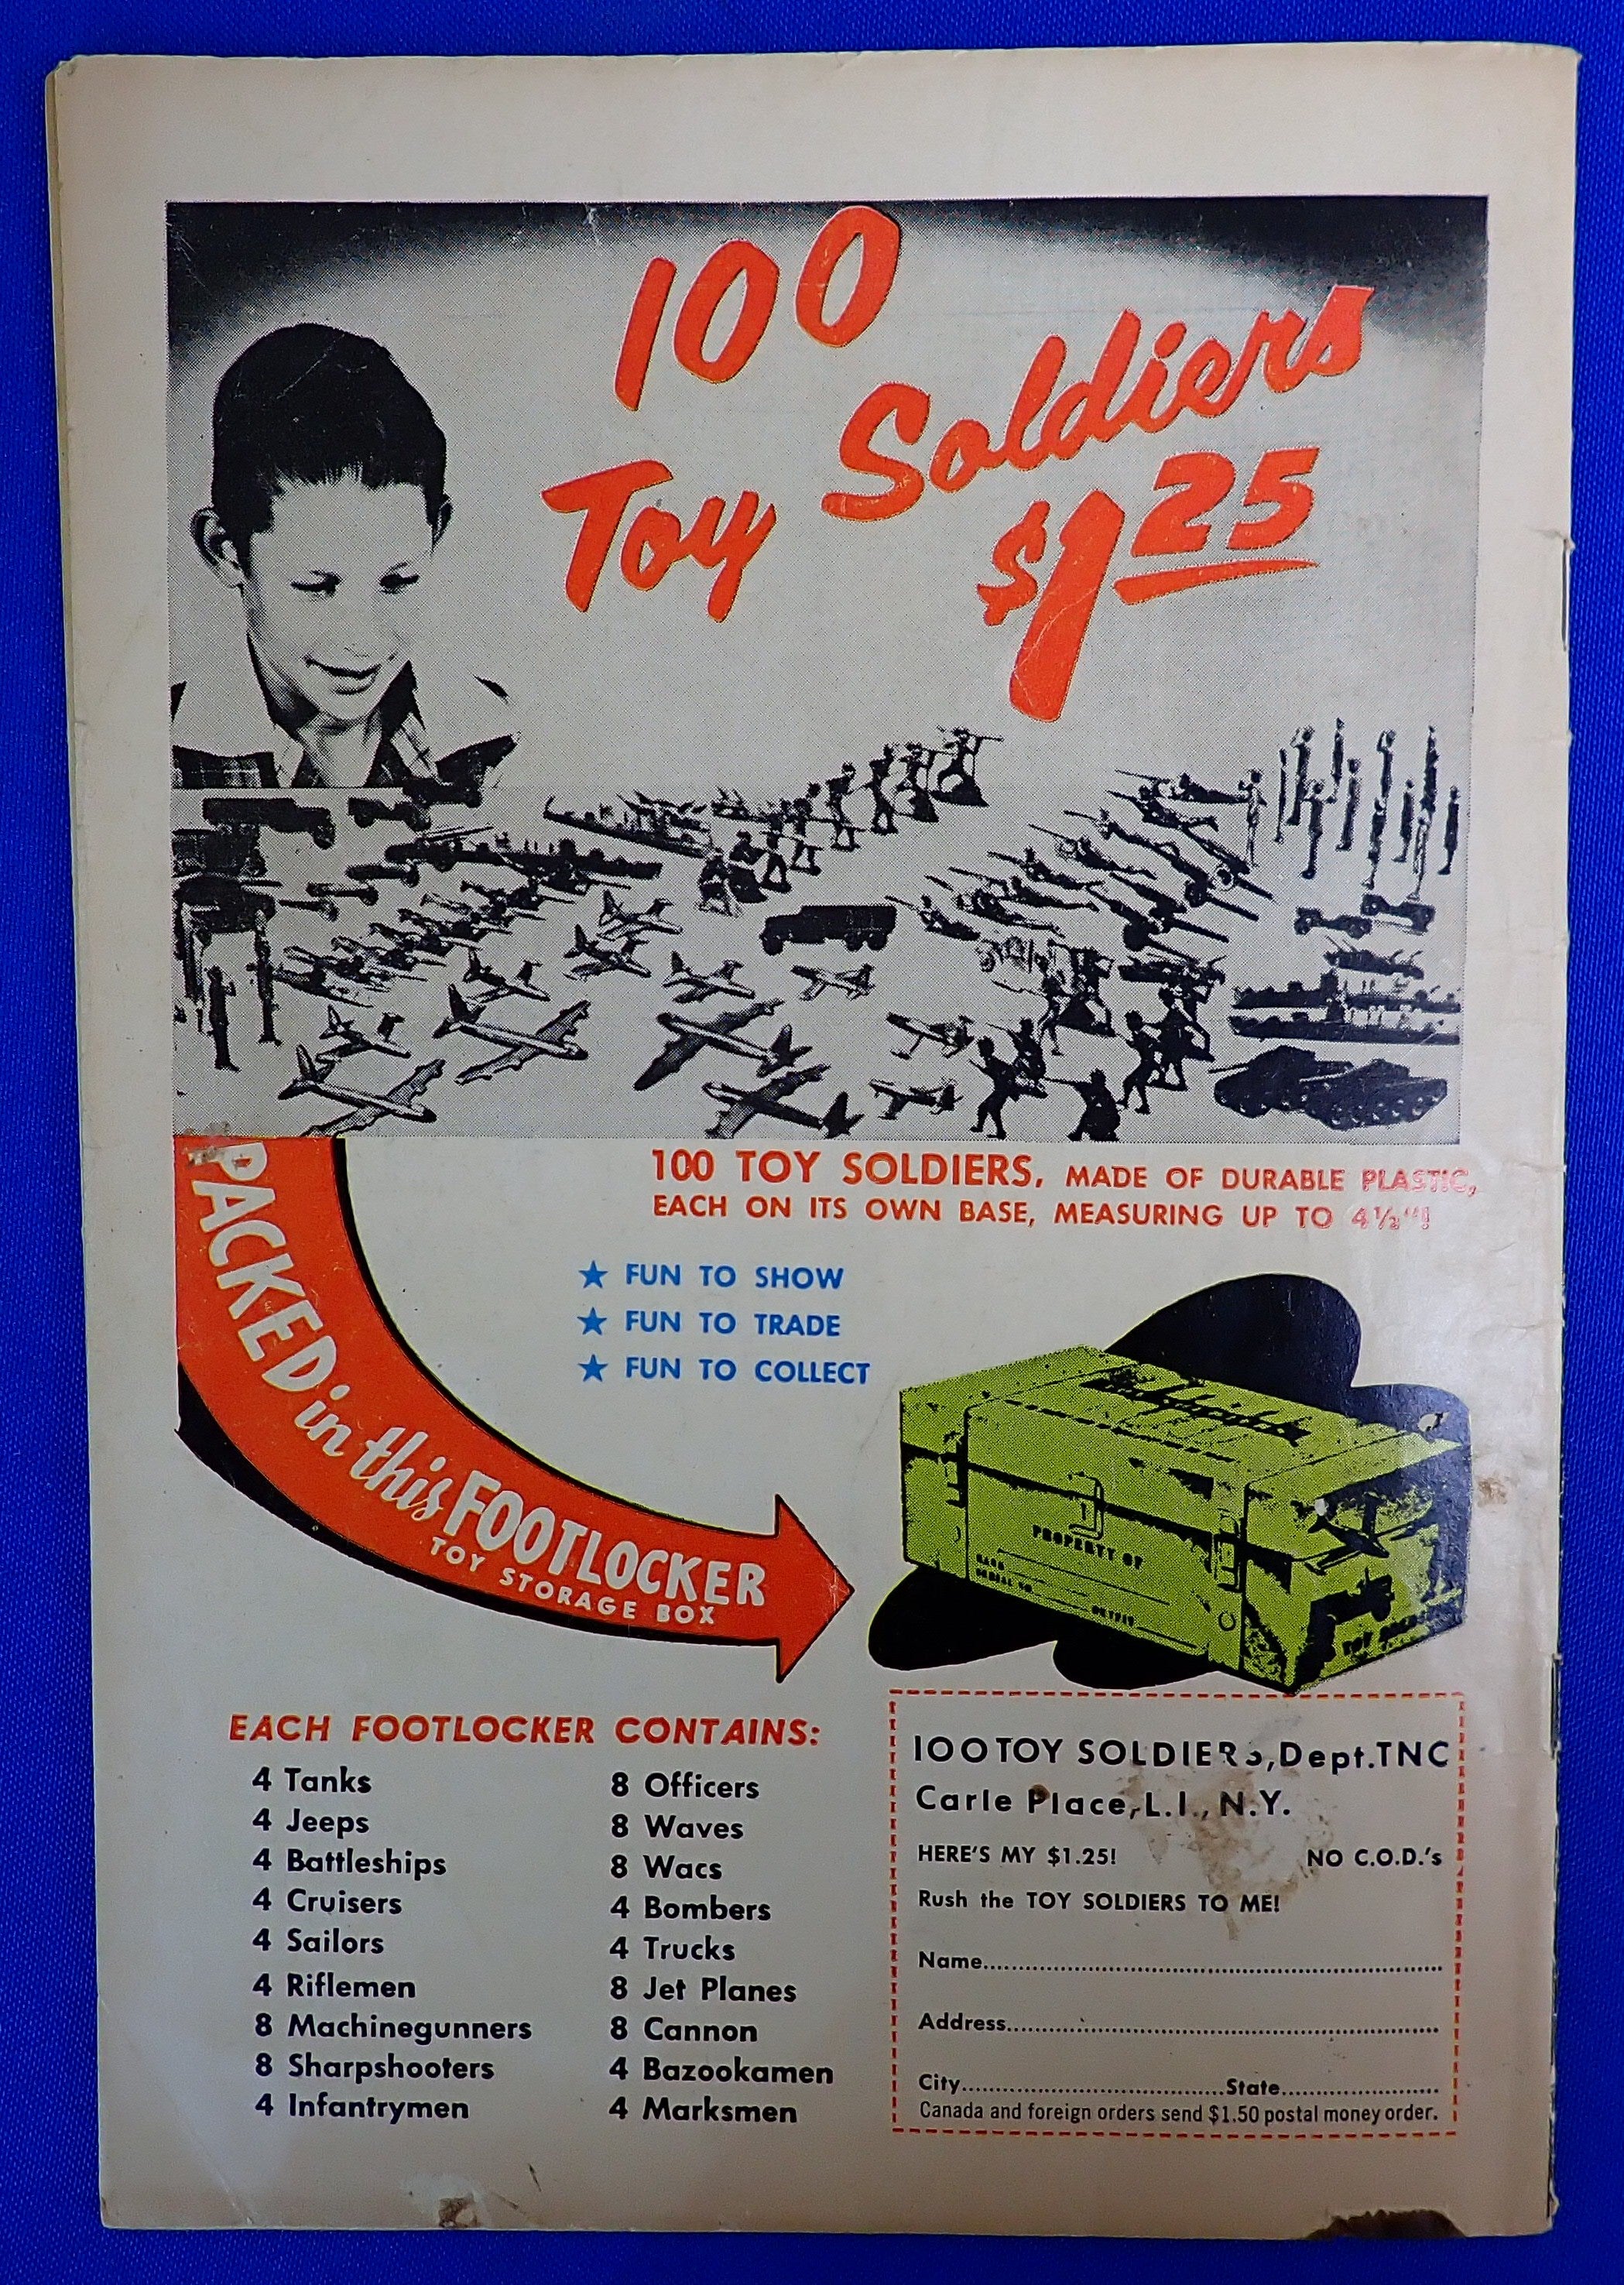 100
Toy Soldiers
$1 25
100 TOY SOLDIERS, MADE OF DURABLE PLASTIC,
EACH ON ITS OWN BASE, MEASURING UP TO 4½"!
★ FUN TO SHOW
★ FUN TO TRADE
★ FUN TO COLLECT
PACKED in this FOOTLOCKER
TOY STORAGE BOX
PROPERTY OF
EACH FOOTLOCKER CONTAINS:
4 Tanks
4 Jeeps
4 Battleships
4 Cruisers
4 Sailors
4 Riflemen
8 Machinegunners
8 Sharpshooters
4 Infantrymen
8 Officers
8 Waves
8 Wacs
4 Bombers
4 Trucks
8 Jet Planes
8 Cannon
4 Bazookamen
4 Marksmen
100 TOY SOLDIERS, Dept. TNC
Carle Place, L.I., N.Y.
HERE'S MY $1.25! NO C.O.D.'s
Rush the TOY SOLDIERS TO ME!
Name
Address
City State
Canada and foreign orders send $1.50 postal money order.